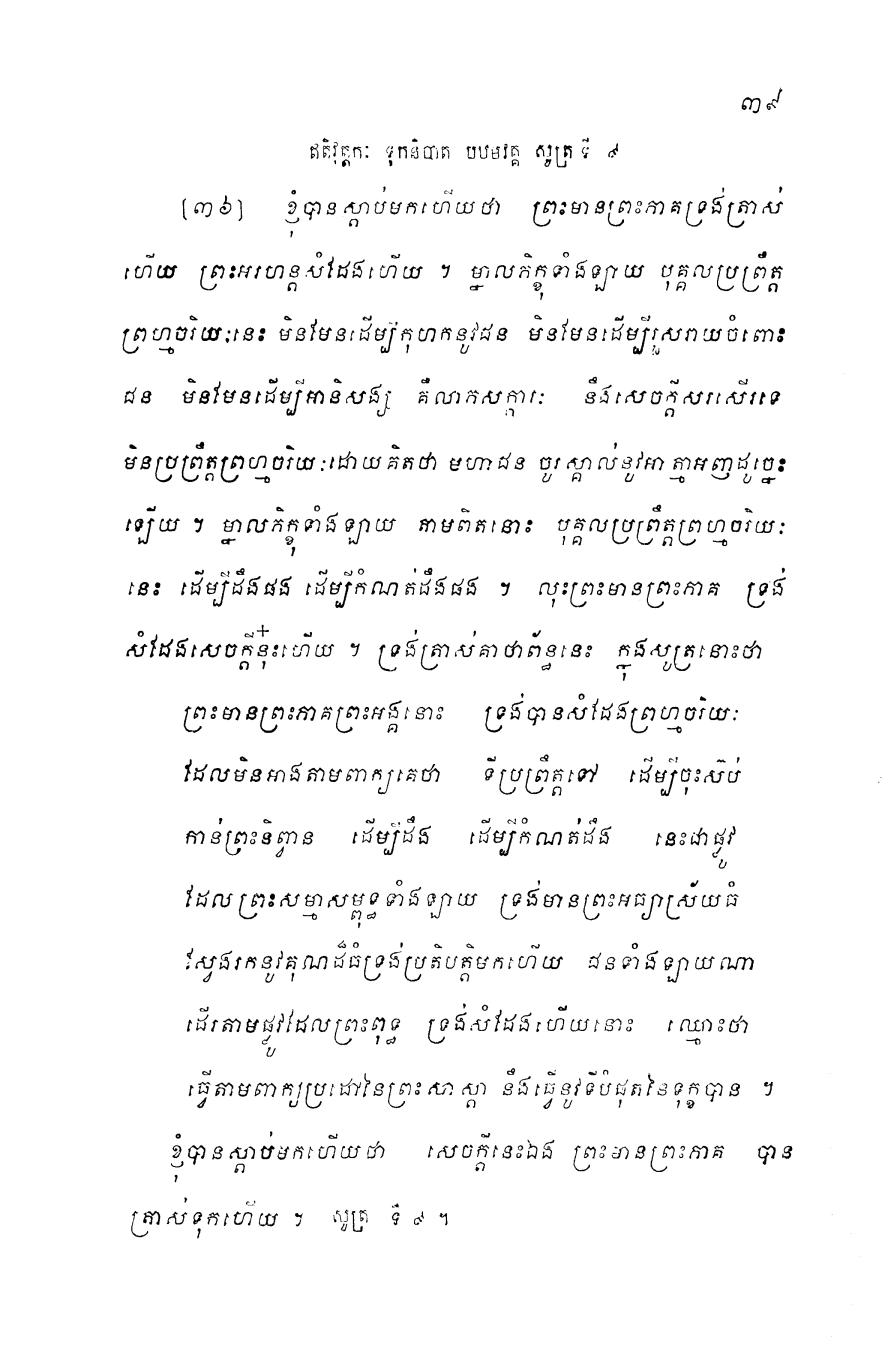 ៣៩
ឥតិវុត្តកៈ ទុកនិបាត បឋមវគ្គ សូត្រ ទី ៩
[៣៦] ខ្ញុំបានស្តាប់មកហើយថា ព្រះមានព្រះភាគទ្រង់ត្រាស់
ហើយ ព្រះអរហន្តសំដែងហើយ ។ ម្នាលភិក្ខុទាំងឡាយ បុគ្គលប្រព្រឹត្ត
ព្រហ្មចរិយៈនេះ មិនមែនដើម្បីកុហកនូវជន មិនមែនដើម្បីរួសរាយចំពោះ
ជន មិនមែនដើម្បីអានិសង្ស គឺលាភសក្ការៈ នឹងសេចក្តីសរសើរទេ
មិនប្រព្រឹត្តព្រហ្មចរិយៈដោយគិតថា មហាជន ចូរស្គាល់នូវអាត្មាអញដូច្នេះ
ឡើយ ។ ម្នាលភិក្ខុទាំងឡាយ តាមពិតនោះ បុគ្គលប្រព្រឹត្តព្រហ្មចរិយៈ
នេះ ដើម្បីដឹងផង ដើម្បីកំណត់ដឹងផង ។ លុះព្រះមានព្រះភាគ ទ្រង់
សំដែងសេចក្តីនុ៎ះហើយ ។ ទ្រង់ត្រាស់គាថាព័ន្ធនេះ ក្នុងសូត្រនោះថា
ព្រះមានព្រះភាគព្រះអង្គនោះ ទ្រង់បានសំដែងព្រហ្មចរិយៈ
ដែលមិនអាងតាមពាក្យគេថា ទីប្រព្រឹត្តទៅ ដើម្បីចុះស៊ប់
កាន់ព្រះនិព្វាន ដើម្បីដឹង ដើម្បីកំណត់ដឹង នេះជាផ្លូវ
ដែលព្រះសម្មាសម្ពុទ្ធទាំងឡាយ ទ្រង់មានព្រះអធ្យាស្រ័យធំ
ស្វែងរកនូវគុណដ៏ធំទ្រង់ប្រតិបត្តិមកហើយ ជនទាំងឡាយណា
ដើរតាមផ្លូវដែលព្រះពុទ្ធ ទ្រង់សំដែងហើយនោះ ឈ្មោះថា
ធ្វើតាមពាក្យប្រដៅនៃព្រះសាស្តា នឹងធ្វើនូវទីបំផុតនៃទុក្ខបាន ។
ខ្ញុំបានស្តាប់មកហើយថា សេចក្តីនេះឯង ព្រះមានព្រះភាគ បាន
ត្រាស់ទុកហើយ ។ សូត្រ ទី ៩ ។